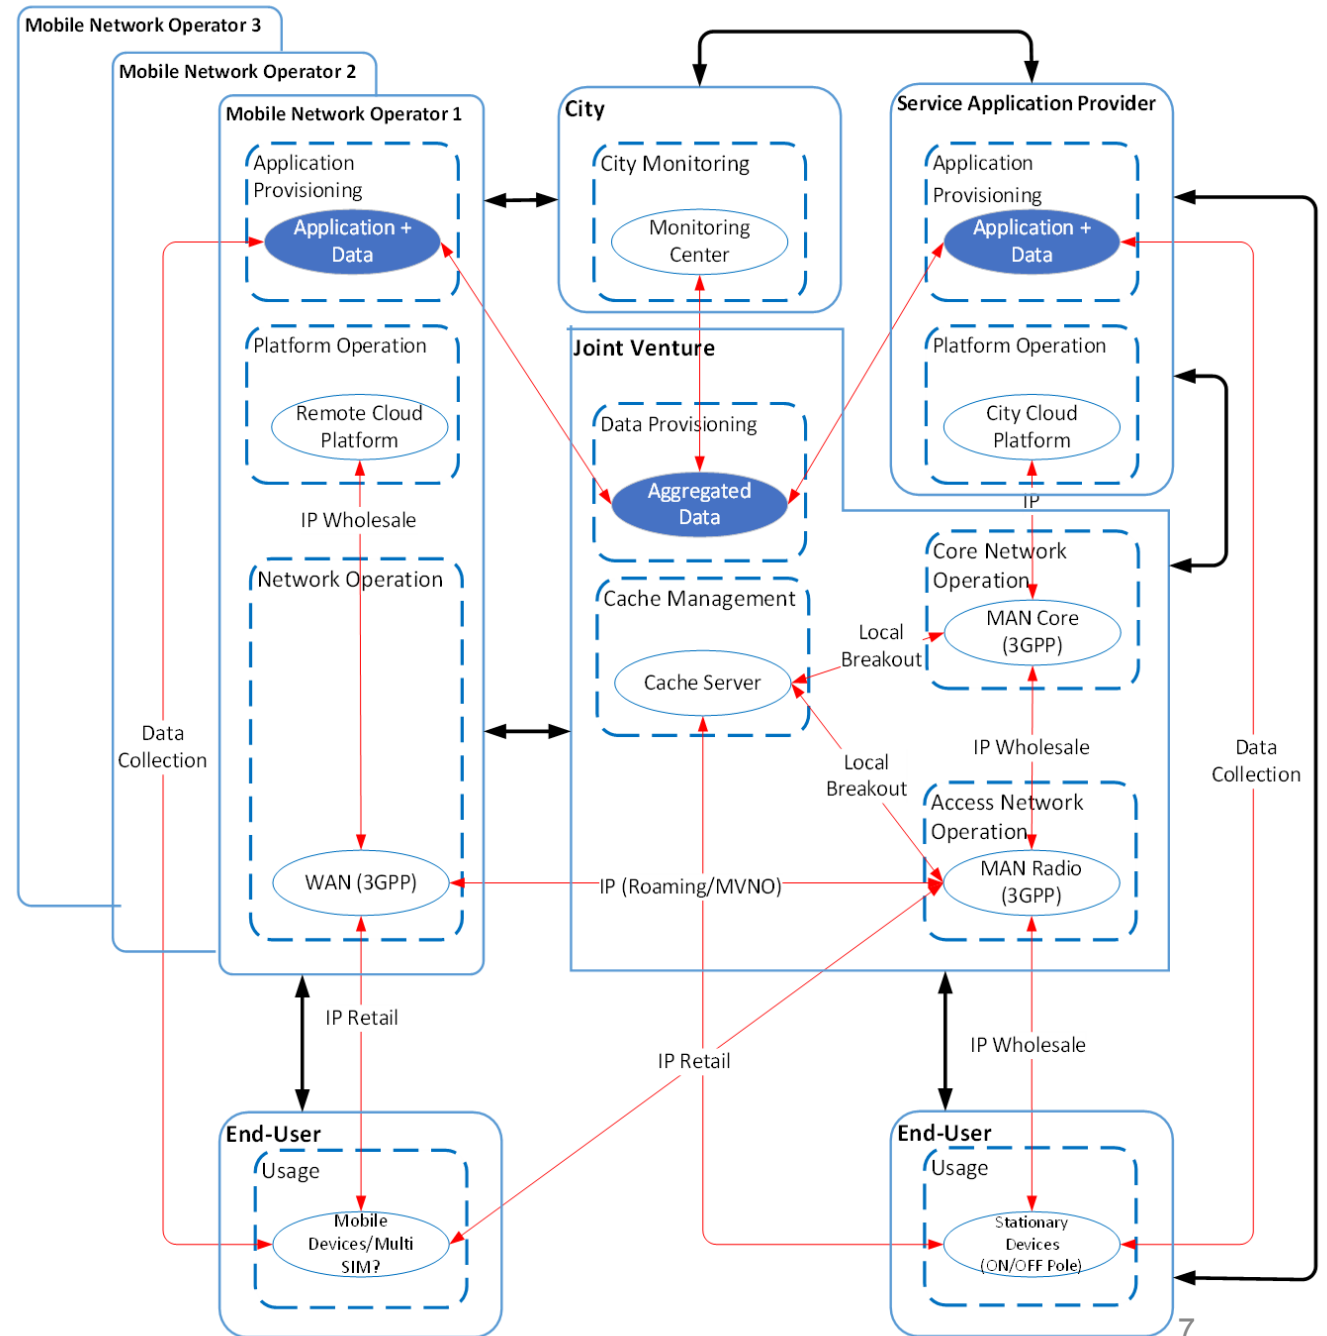 Mobile Network Operator 3
Mobile Network Operator 2
Mobile Network Operator 1
Application
Provisioning
Application +
Data
Platform Operation
Remote Cloud
Platform
IP Wholesale
Network Operation
WAN (3GPP)
Data
Collection
City
City Monitoring
Monitoring
Center
Service Application Provider
Application
Provisioning
Application +
Data
Platform Operation
City Cloud
Platform
IP
Joint Venture
Data Provisioning
Aggregated
Data
Cache Management
Cache Server
Local
Breakout
Core Network
Operation
MAN Core
(3GPP)
IP Wholesale
Local
Breakout
Access Network
Operation
MAN Radio
(3GPP)
IP (Roaming/MVNO)
Data
Collection
IP Retail
IP Retail
IP Wholesale
End-User
Usage
Mobile
Devices/Multi
SIM?
End-User
Usage
Stationary
Devices
(ON/OFF Pole)
7